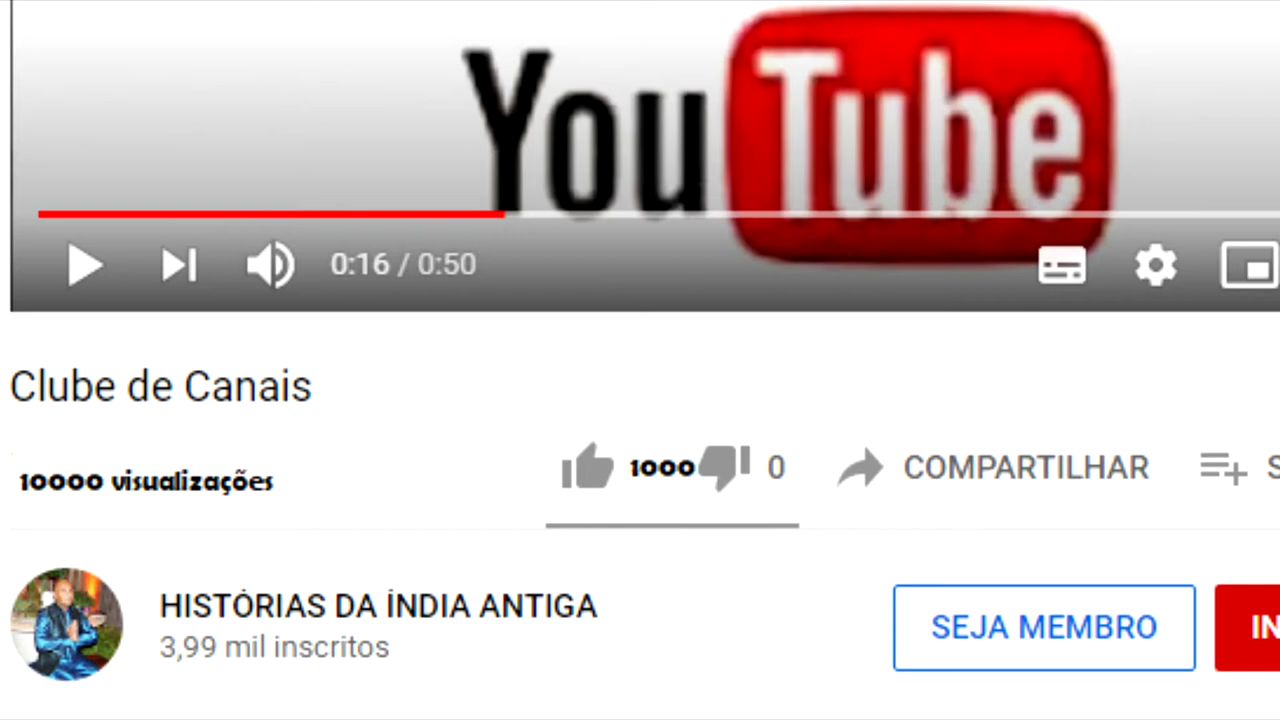 YouTube
0:16 / 0:50
Clube de Canais
10000 visualizações
1000 0 COMPARTILHAR S
HISTÓRIAS DA ÍNDIA ANTIGA
3,99 mil inscritos
SEJA MEMBRO IN